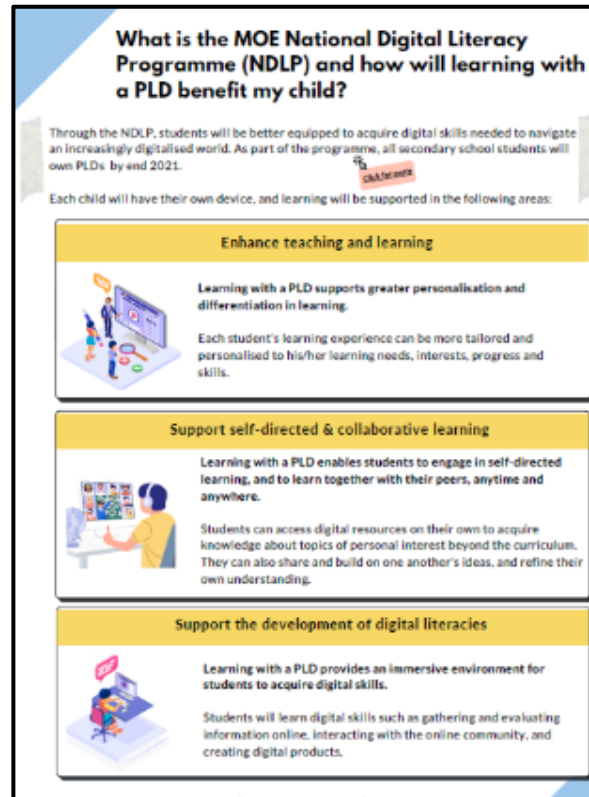 What is the MOE National Digital Literacy
Programme (NDLP) and how will learning with
a PLD benefit my child?
Through the NDLP, students will be better equipped to acquire digital skills needed to navigate
an increasingly digitalised world. As part of the programme, all secondary school students will
own PLDs by end 2021.
Each child will have their own device, and learning will be supported in the following areas:
Enhance teaching and learning
Learning with a PLD supports greater personalisation and
differentiation in learning.
Each student's learning experience can be more tailored and
personalised to his/her learning needs, interests, progress and
skills.
Support self-directed & collaborative learning
Learning with a PLD enables students to engage in self-directed
learning, and to learn together with their peers, anytime and
anywhere.
Students can access digital resources on their own to acquire
knowledge about topics of personal interest beyond the curriculum.
They can also share and build on one another's ideas, and refine their
own understanding.
Support the development of digital literacies
Learning with a PLD provides an immersive environment for
students to acquire digital skills.
Students will learn digital skills such as gathering and evaluating
information online, interacting with the online community, and
creating digital products.